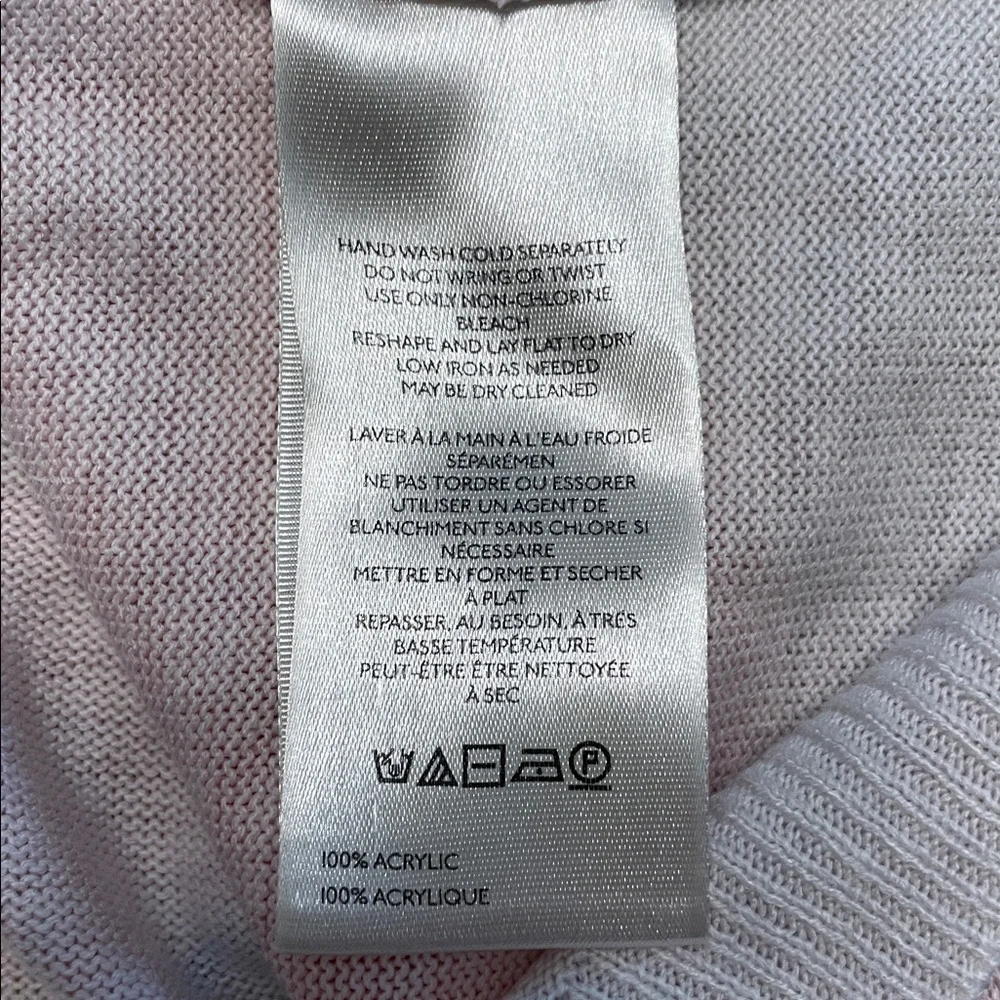 HAND WASH COLD SEPARATELY
DO NOT WRING OR TWIST
USE ONLY NON-CHLORINE
BLEACH
RESHAPE AND LAY FLAT TO DRY
LOW IRON AS NEEDED
MAY BE DRY CLEANED
LAVER À LA MAIN À L'EAU FROIDE
SÉPARÉMEN
NE PAS TORDRE OU ESSORER
UTILISER UN AGENT DE
BLANCHIMENT SANS CHLORE SI
NÉCESSAIRE
METTRE EN FORME ET SECHER
À PLAT
REPASSER, AU BESOIN, À TRÉS
BASSE TEMPÉRATURE
PEUT-ÊTRE ÊTRE NETTOYÉE
À SEC
P
100% ACRYLIC
100% ACRYLIQUE